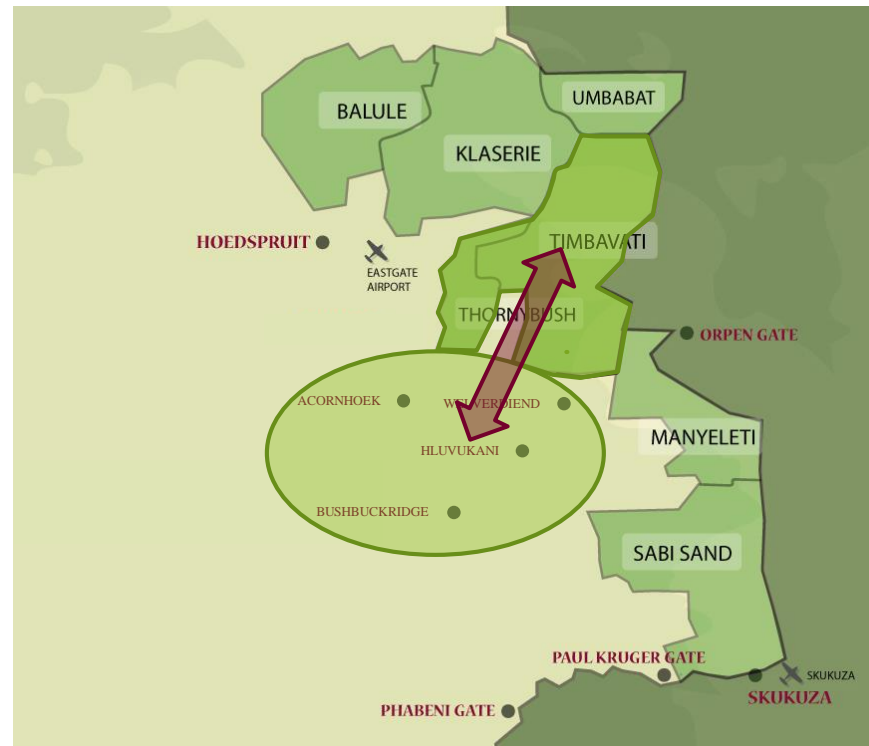 UMBABAT
BALULE
KLASERIE
HOEDSPRUIT
TIMBAVATI
EASTGATE
AIRPORT
THORNYBUSH
ORPEN GATE
ACORNHOEK
WELVERDIEND
MANYELETI
HLUVUKANI
BUSHBUCKRIDGE
SABI SAND
PAUL KRUGER GATE
SKUKUZA
SKUKUZA
PHABENI GATE